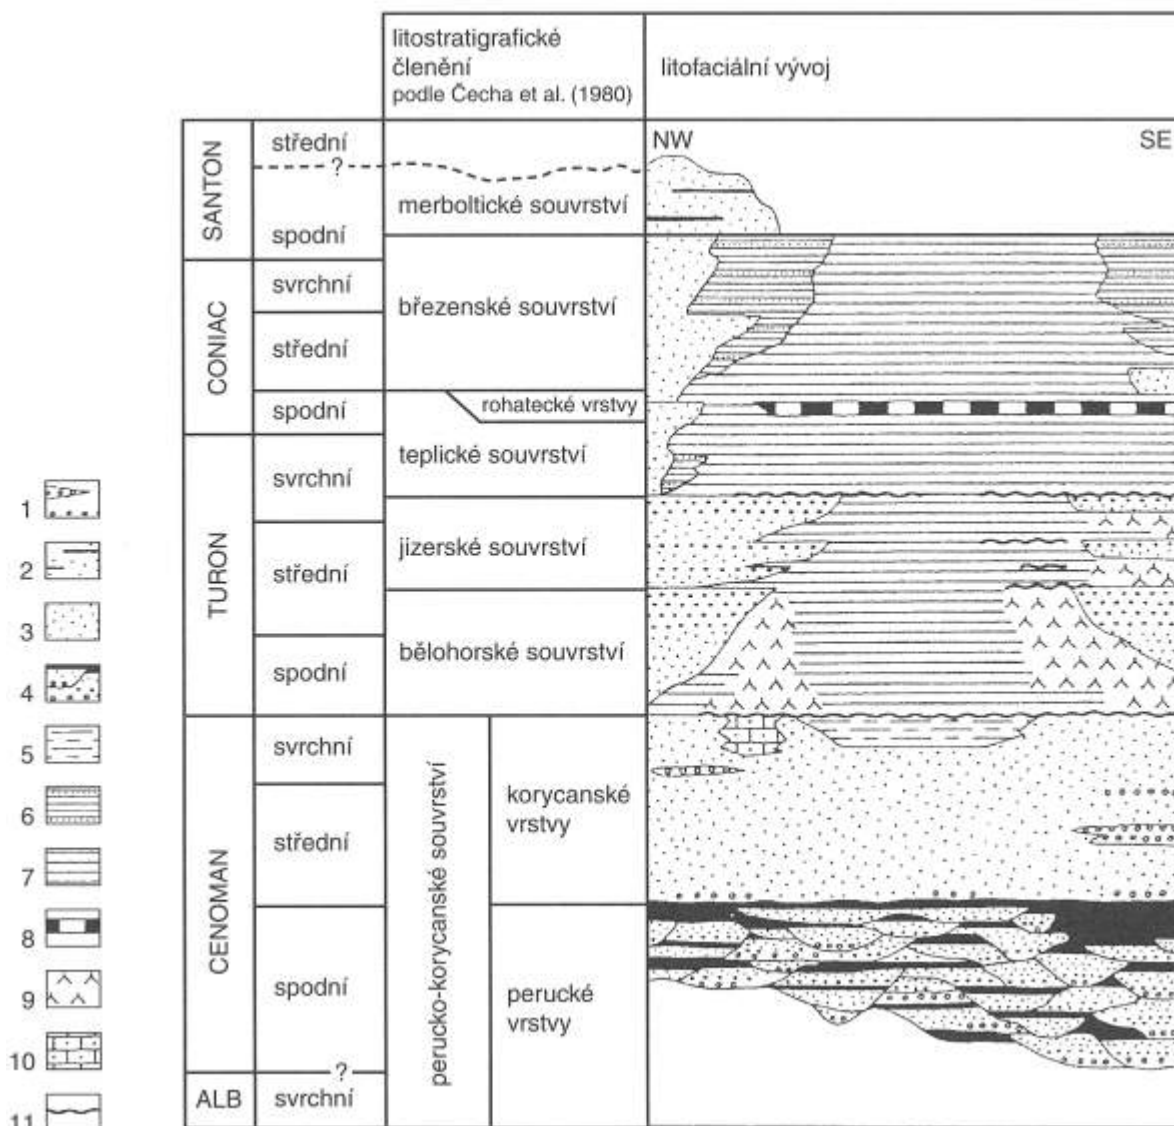 litostratigrafické
členění
podle Čecha et al. (1980)
litofaciální vývoj
NW
SE
SANTON
střední
?
spodní
merboltické souvrství
CONIAC
svrchní
střední
spodní
březenské souvrství
rohatecké vrstvy
TURON
svrchní
střední
spodní
teplické souvrství
jizerské souvrství
bělohorské souvrství
CENOMAN
svrchní
střední
spodní
?
perucko-korycanské souvrství
korycanské
vrstvy
perucké
vrstvy
ALB
svrchní
1
2
3
4
5
6
7
8
9
10
11